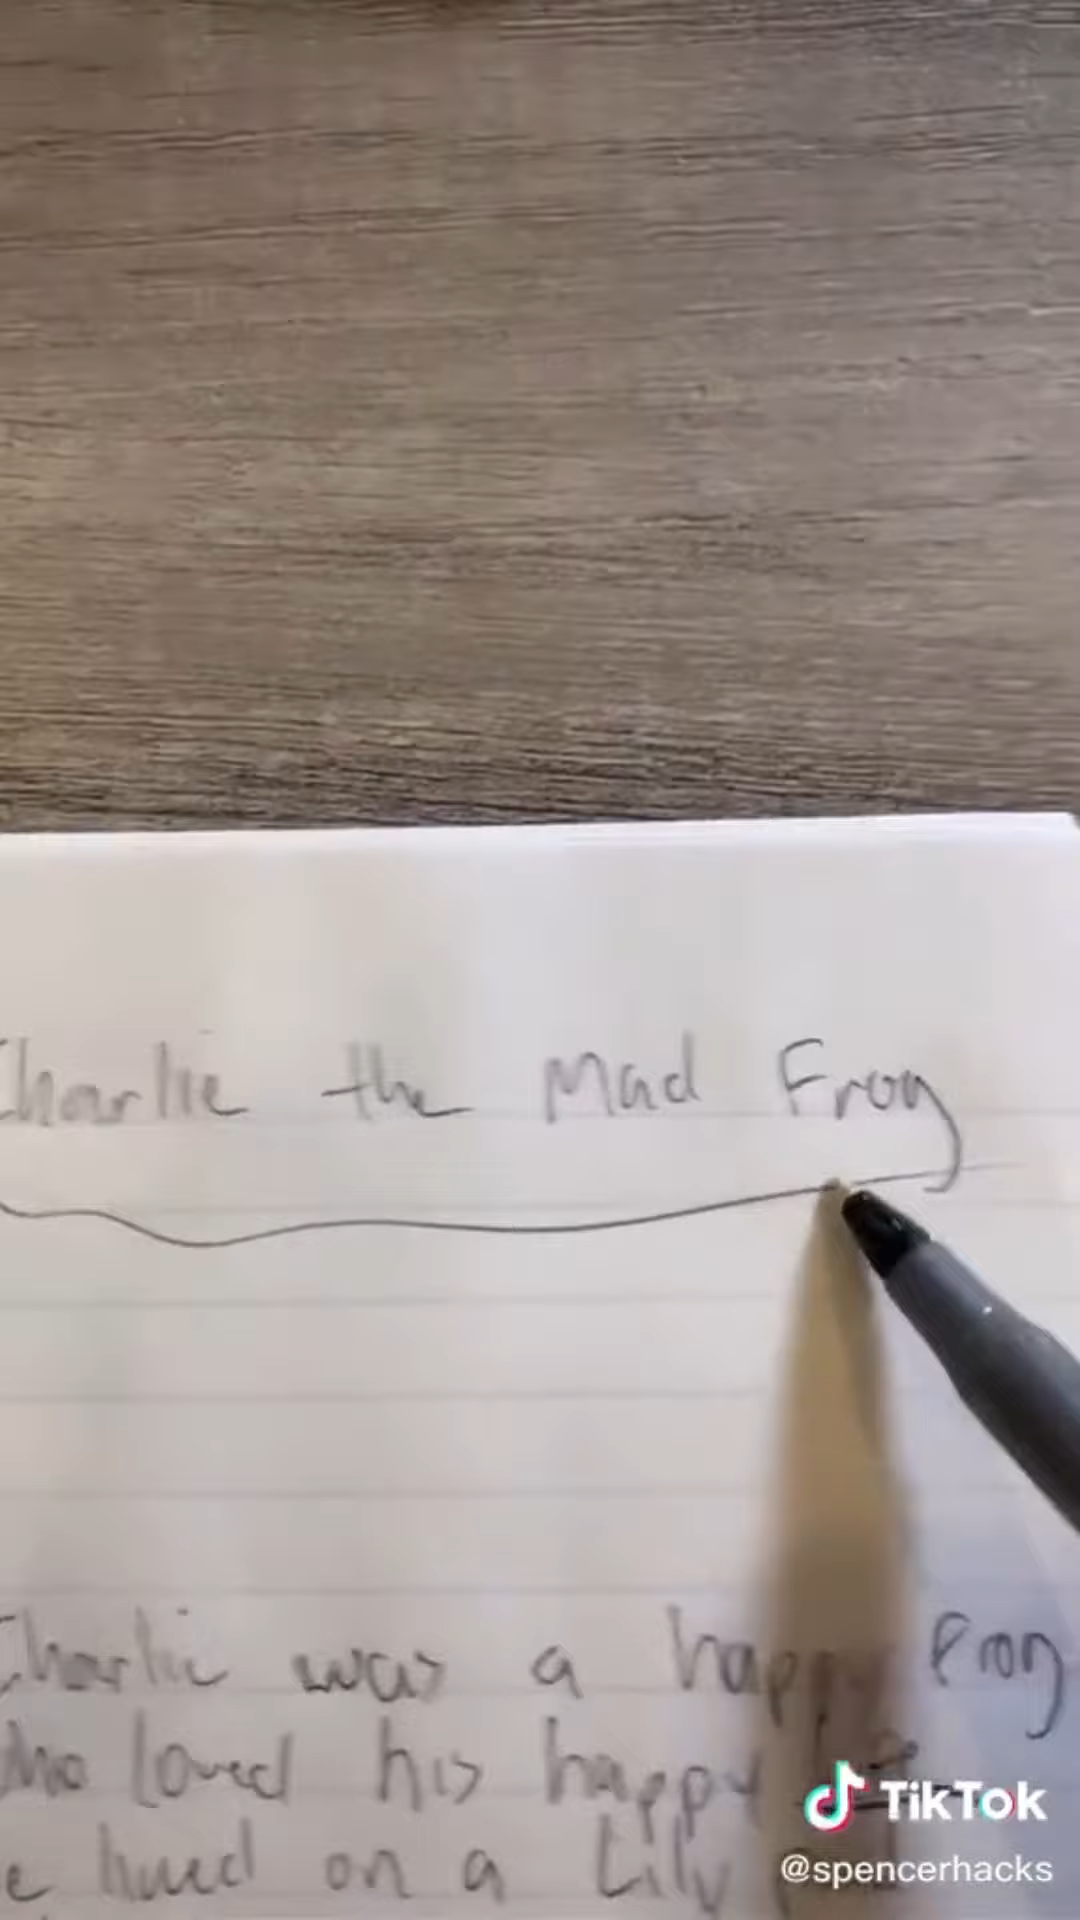 Charlie the Mad Frog
Charlie was a happy Frog
who loved his happy
lived on a Lily
TikTok
@spencerhacks